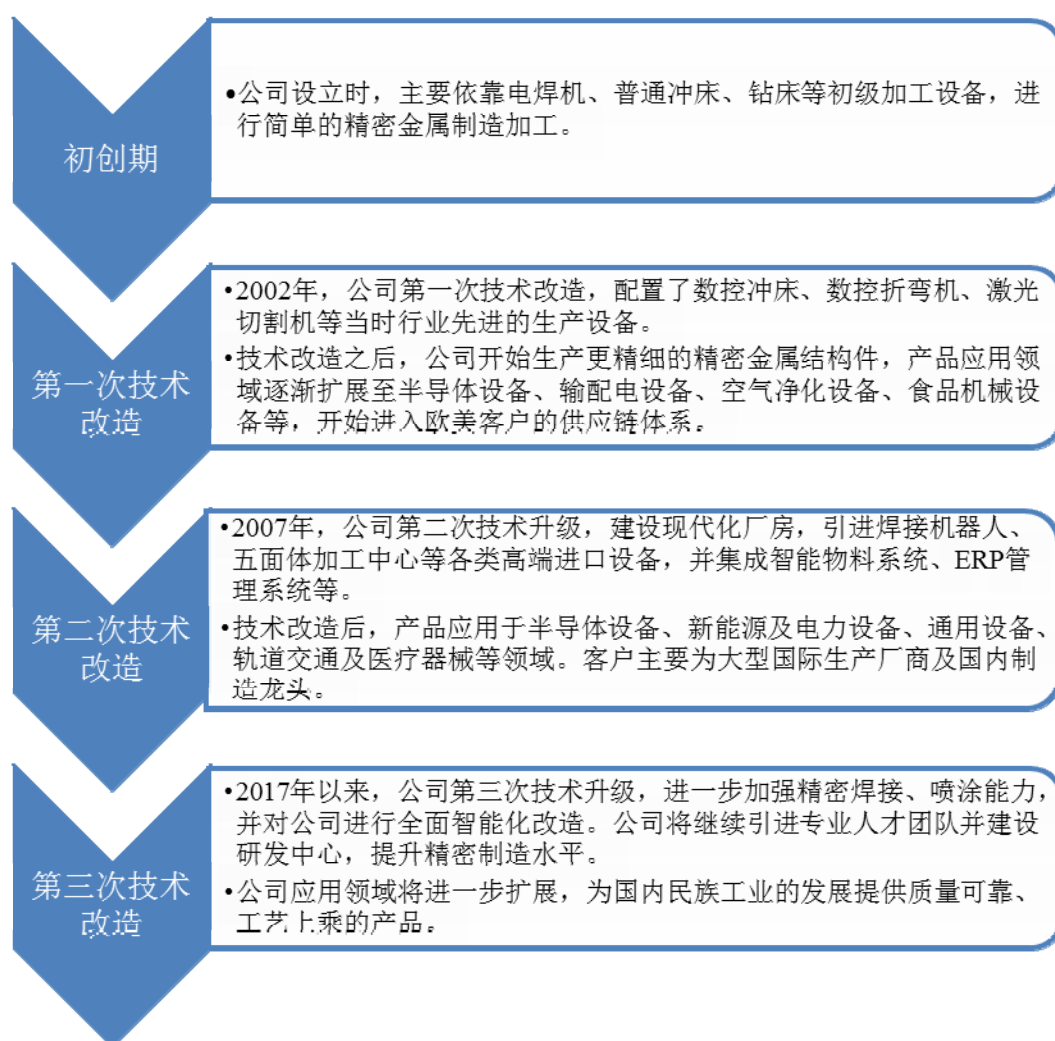 初创期
•公司设立时，主要依靠电焊机、普通冲床、钻床等初级加工设备，进
行简单的精密金属制造加工。
第一次技术
改造
•2002年，公司第一次技术改造，配置了数控冲床、数控折弯机、激光
切割机等当时行业先进的生产设备。
•技术改造之后，公司开始生产更精细的精密金属结构件，产品应用领
域逐渐扩展至半导体设备、输配电设备、空气净化设备、食品机械设
备等，开始进入欧美客户的供应链体系。
第二次技术
改造
•2007年，公司第二次技术升级，建设现代化厂房，引进焊接机器人、
五面体加工中心等各类高端进口设备，并集成智能物料系统、ERP管
理系统等。
•技术改造后，产品应用于半导体设备、新能源及电力设备、通用设备、
轨道交通及医疗器械等领域。客户主要为大型国际生产厂商及国内制
造龙头。
第三次技术
改造
•2017年以来，公司第三次技术升级，进一步加强精密焊接、喷涂能力，
并对公司进行全面智能化改造。公司将继续引进专业人才团队并建设
研发中心，提升精密制造水平。
•公司应用领域将进一步扩展，为国内民族工业的发展提供质量可靠、
工艺上乘的产品。